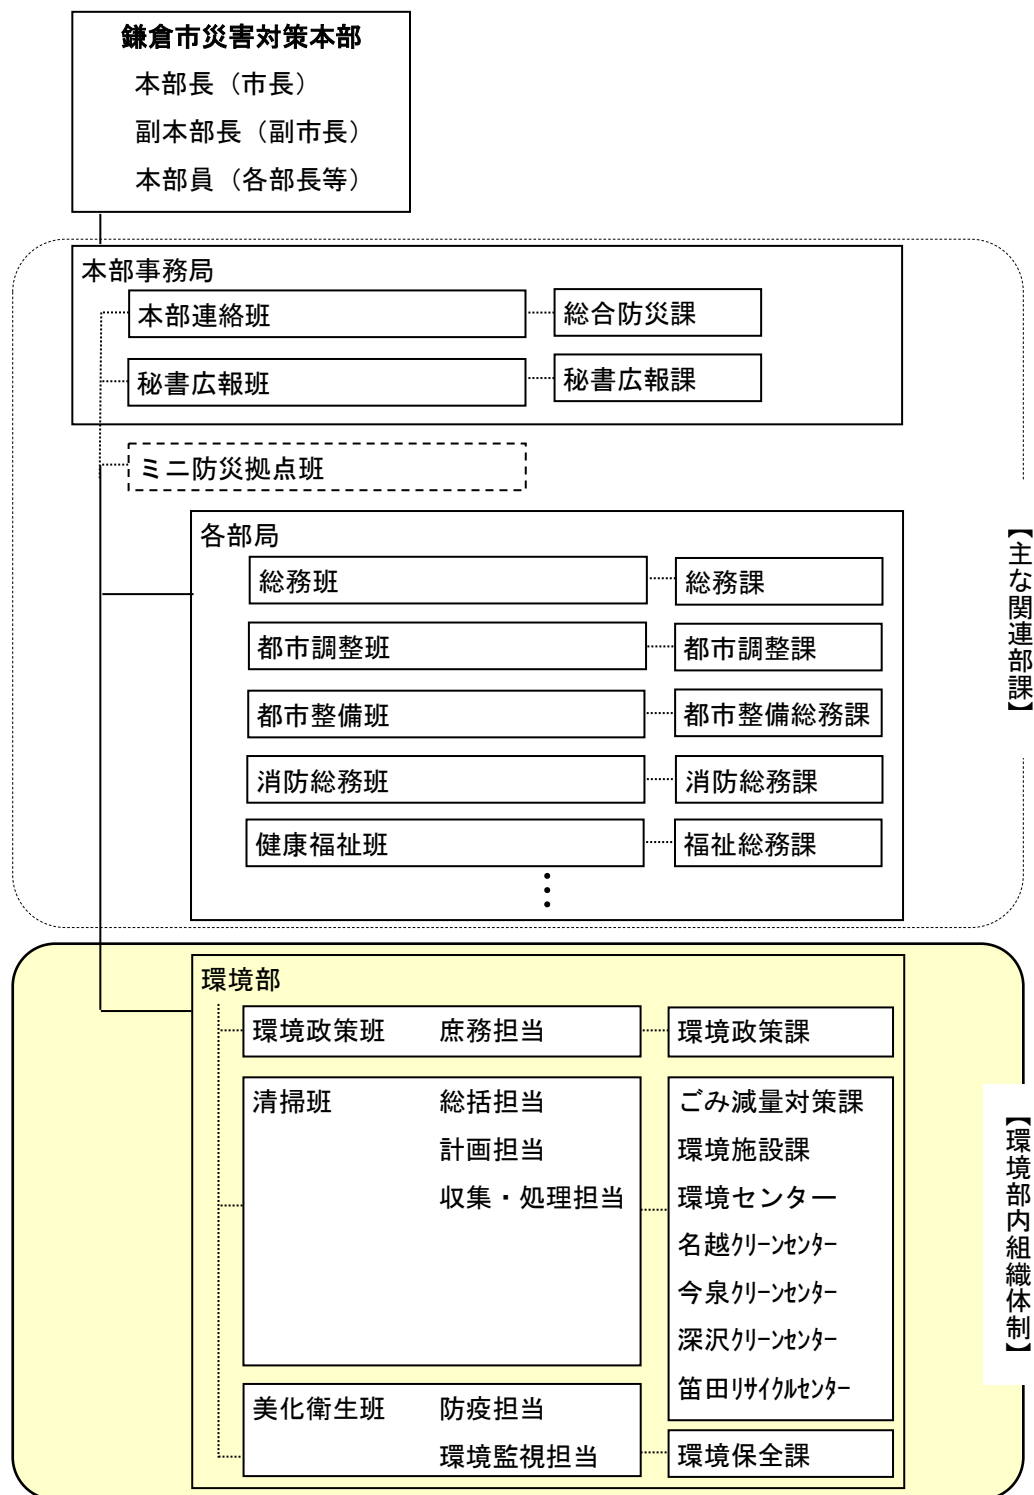 鎌倉市災害対策本部
本部長（市長）
副本部長（副市長）
本部員（各部長等）
本部事務局
本部連絡班
総合防災課
秘書広報班
秘書広報課
ミニ防災拠点班
各部局
総務班
総務課
都市調整班
都市調整課
都市整備班
都市整備総務課
消防総務班
消防総務課
健康福祉班
福祉総務課
【主な関連部課】
環境部
環境政策班 庶務担当
環境政策課
清掃班 総括担当
計画担当
収集・処理担当
ごみ減量対策課
環境施設課
環境センター
名越ｸﾘｰﾝｾﾝﾀｰ
今泉ｸﾘｰﾝｾﾝﾀｰ
深沢ｸﾘｰﾝｾﾝﾀｰ
笛田ﾘｻｲｸﾙｾﾝﾀｰ
美化衛生班 防疫担当
環境監視担当
環境保全課
【環境部内組織体制】